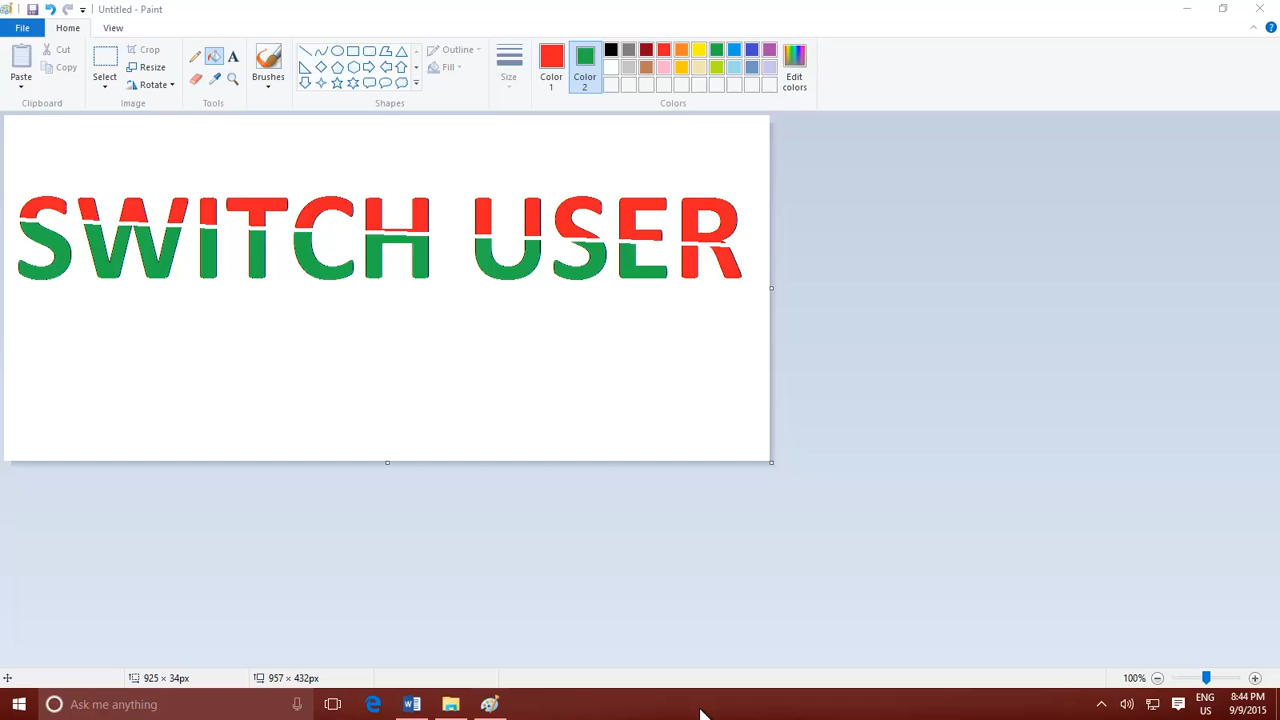 Untitled - Paint
File
Home
View
Paste
Cut
Copy
Clipboard
Select
Crop
Resize
Rotate
Image
A
Tools
Brushes
Outline
Fill
Shapes
Size
Color 1
Color 2
Edit colors
Colors
SWITCH USER
925 x 34px
957 x 432px
100%
Ask me anything
ENG
US
8:44 PM
9/9/2015